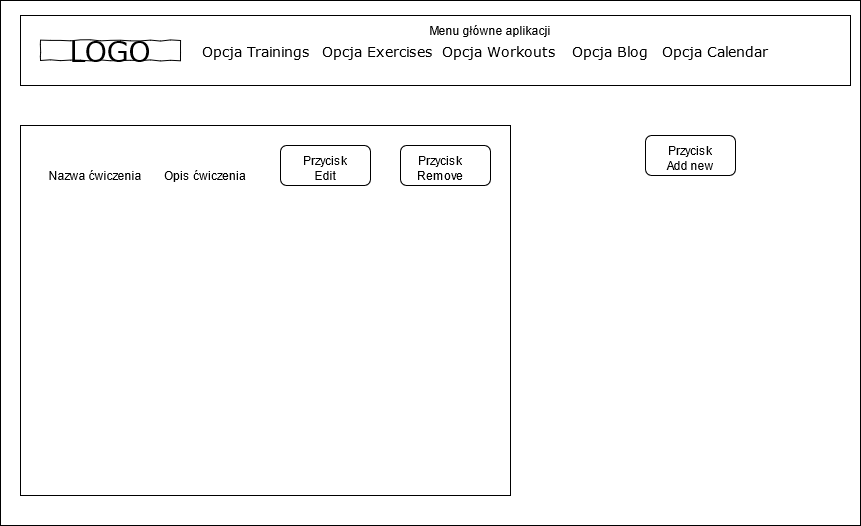 Menu główne aplikacji
LOGO
Opcja Trainings
Opcja Exercises
Opcja Workouts
Opcja Blog
Opcja Calendar
Nazwa ćwiczenia
Opis ćwiczenia
Przycisk
Edit
Przycisk
Remove
Przycisk
Add new